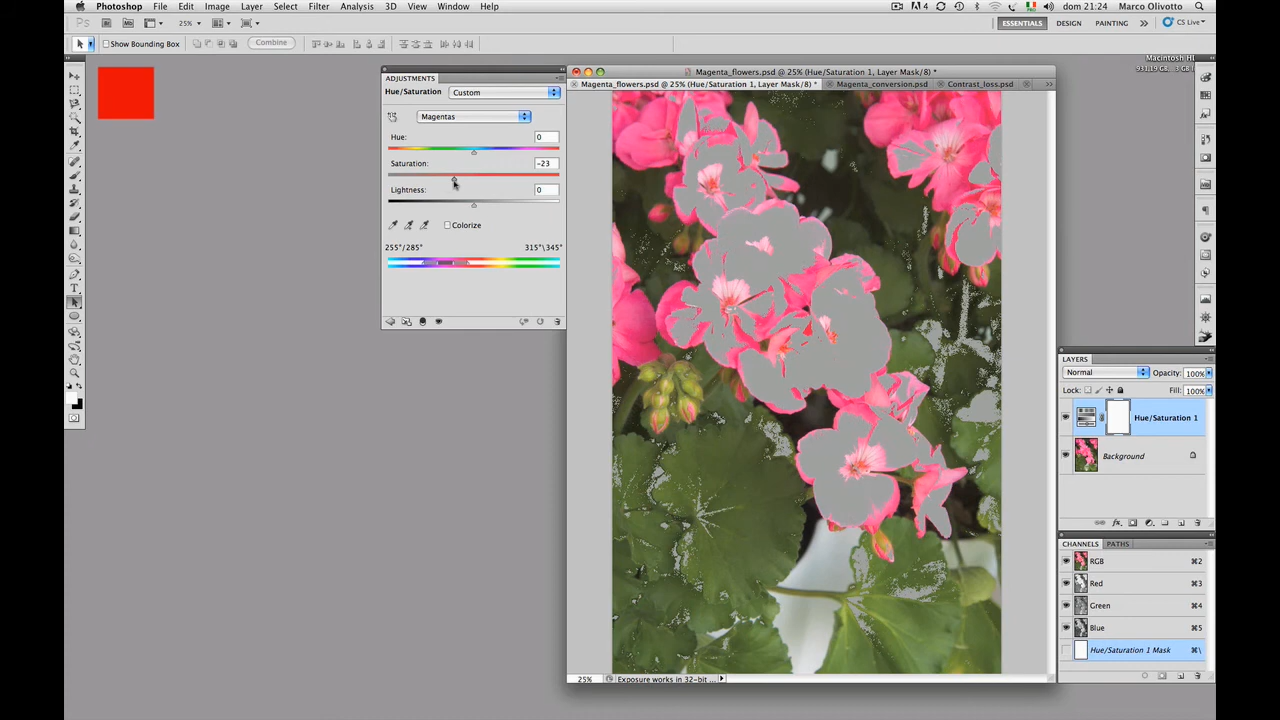 Photoshop File Edit Image Layer Select Filter Analysis 3D View Window Help
4 dom 21:24 Marco Olivotto
Ps Br Mb 25% ESSENTIALS DESIGN PAINTING » CS Live
Show Bounding Box Combine
Macintosh HD
ADJUSTMENTS
Hue/Saturation Custom
Magentas
Hue: 0
Saturation: -23
Lightness: 0
Colorize
255°/285° 315°\345°
Magenta_flowers.psd @ 25% (Hue/Saturation 1, Layer Mask/8) *
Magenta_flowers.psd @ 25% (Hue/Saturation 1, Layer Mask/8) * Magenta_conversion.psd Contrast_loss.psd
25% Exposure works in 32-bit ...
LAYERS
Normal Opacity: 100%
Lock: Fill: 100%
Hue/Saturation 1
Background
CHANNELS PATHS
RGB ⌘2
Red ⌘3
Green ⌘4
Blue ⌘5
Hue/Saturation 1 Mask ⌘\